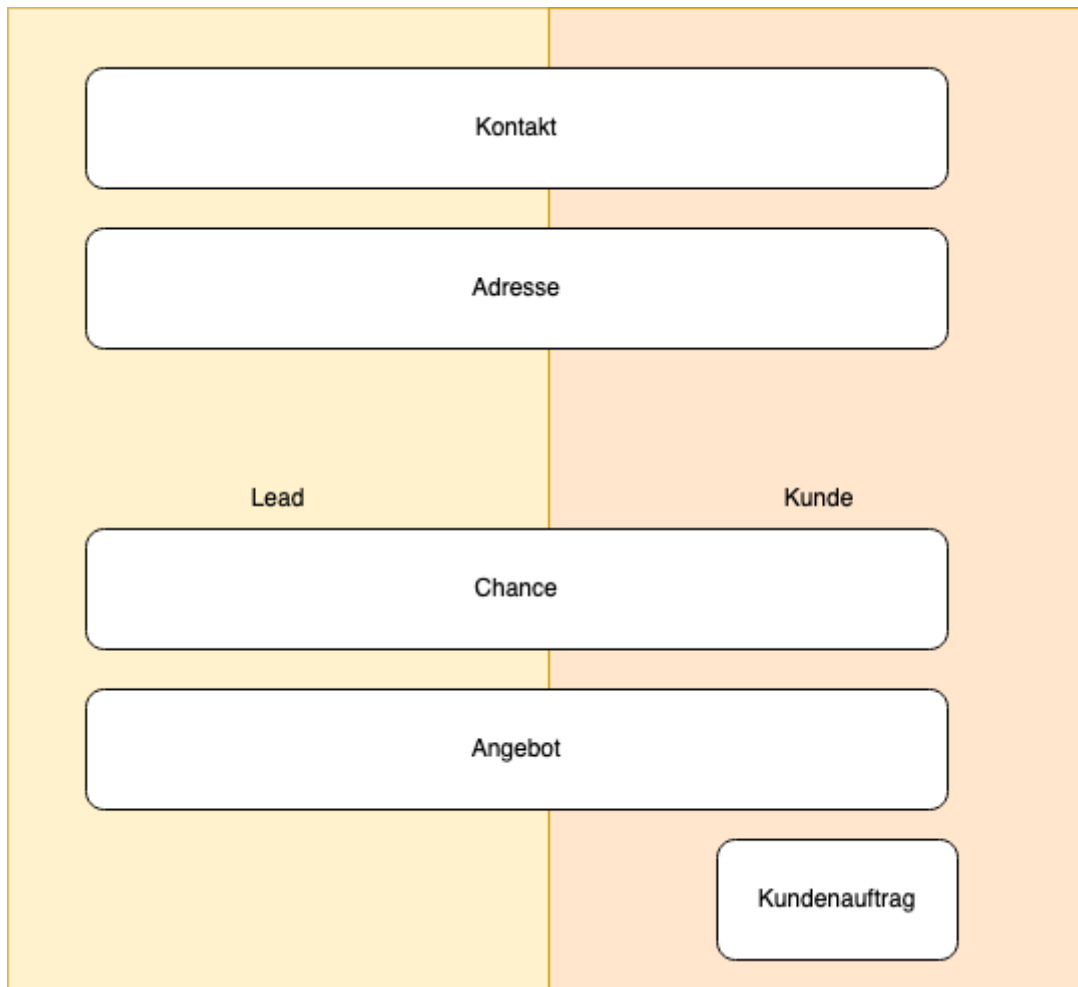 Kontakt
Adresse
Lead
Kunde
Chance
Angebot
Kundenauftrag